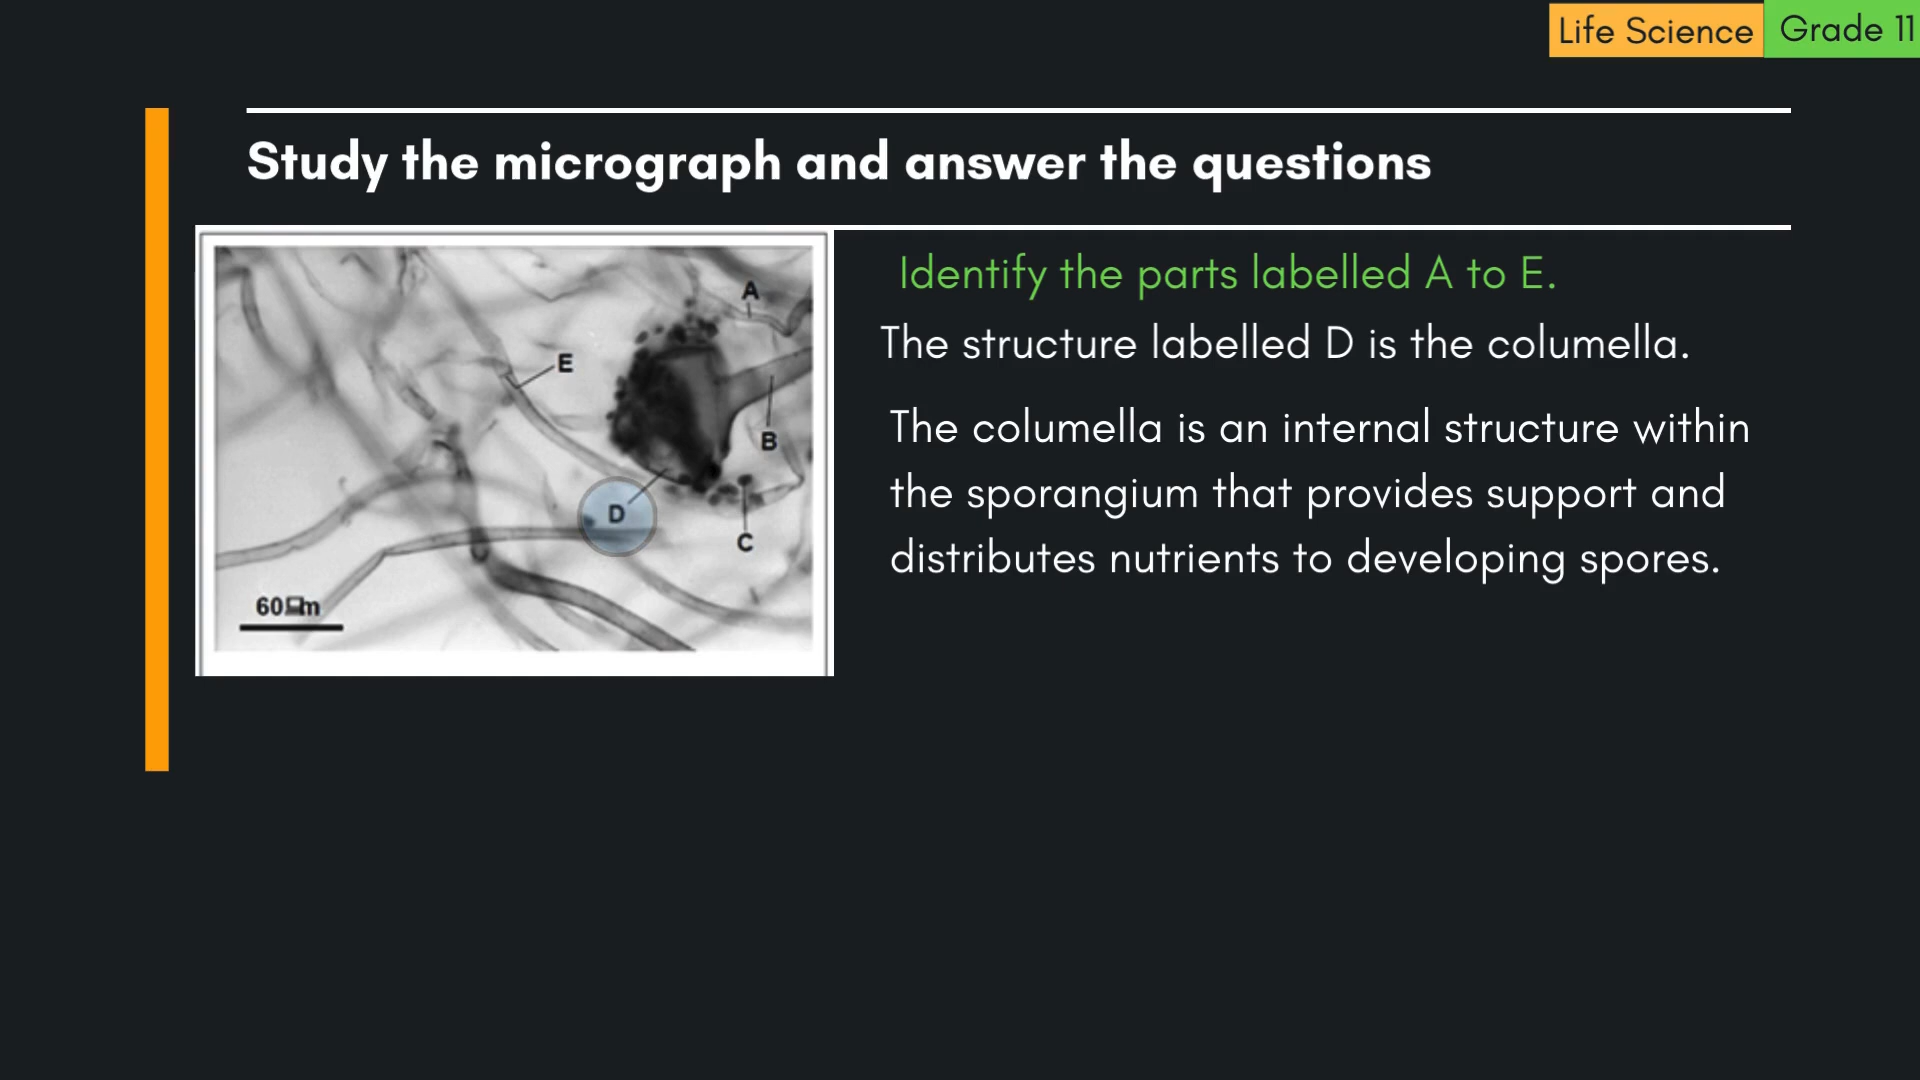 Life Science Grade 11
Study the micrograph and answer the questions
Identify the parts labelled A to E.
The structure labelled D is the columella.
The columella is an internal structure within
the sporangium that provides support and
distributes nutrients to developing spores.
A
E
B
D
C